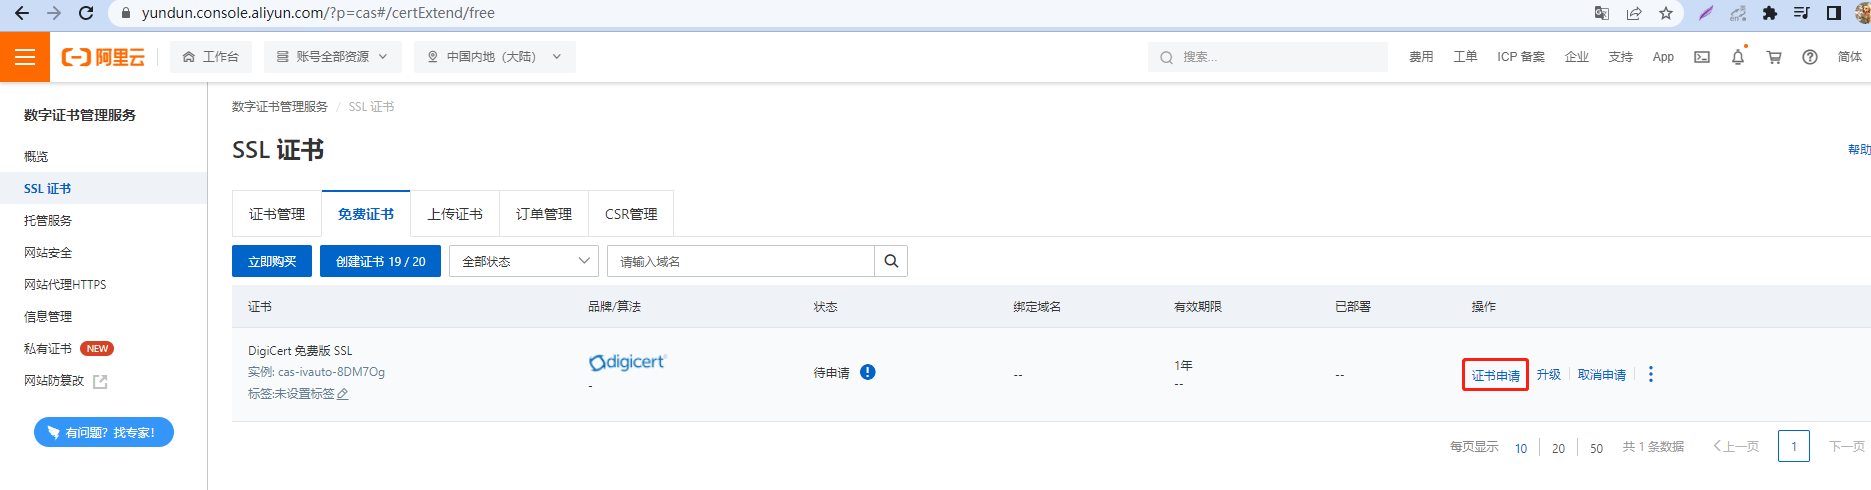 yundun.console.aliyun.com/?p=cas#/certExtend/free
阿里云 工作台 账号全部资源 中国内地（大陆） 搜索... 费用 工单 ICP 备案 企业 支持 App 简体
数字证书管理服务
概览
SSL 证书
托管服务
网站安全
网站代理HTTPS
信息管理
私有证书 NEW
网站防篡改
有问题？找专家！
数字证书管理服务 / SSL 证书
SSL 证书
帮助
证书管理 免费证书 上传证书 订单管理 CSR管理
立即购买 创建证书 19 / 20 全部状态 请输入域名
证书 品牌/算法 状态 绑定域名 有效期限 已部署 操作
DigiCert 免费版 SSL
实例: cas-ivauto-8DM7Og
标签:未设置标签
digicert
-
待申请
--
1年
--
--
证书申请 升级 取消申请
每页显示 10 20 50 共 1 条数据 上一页 1 下一页